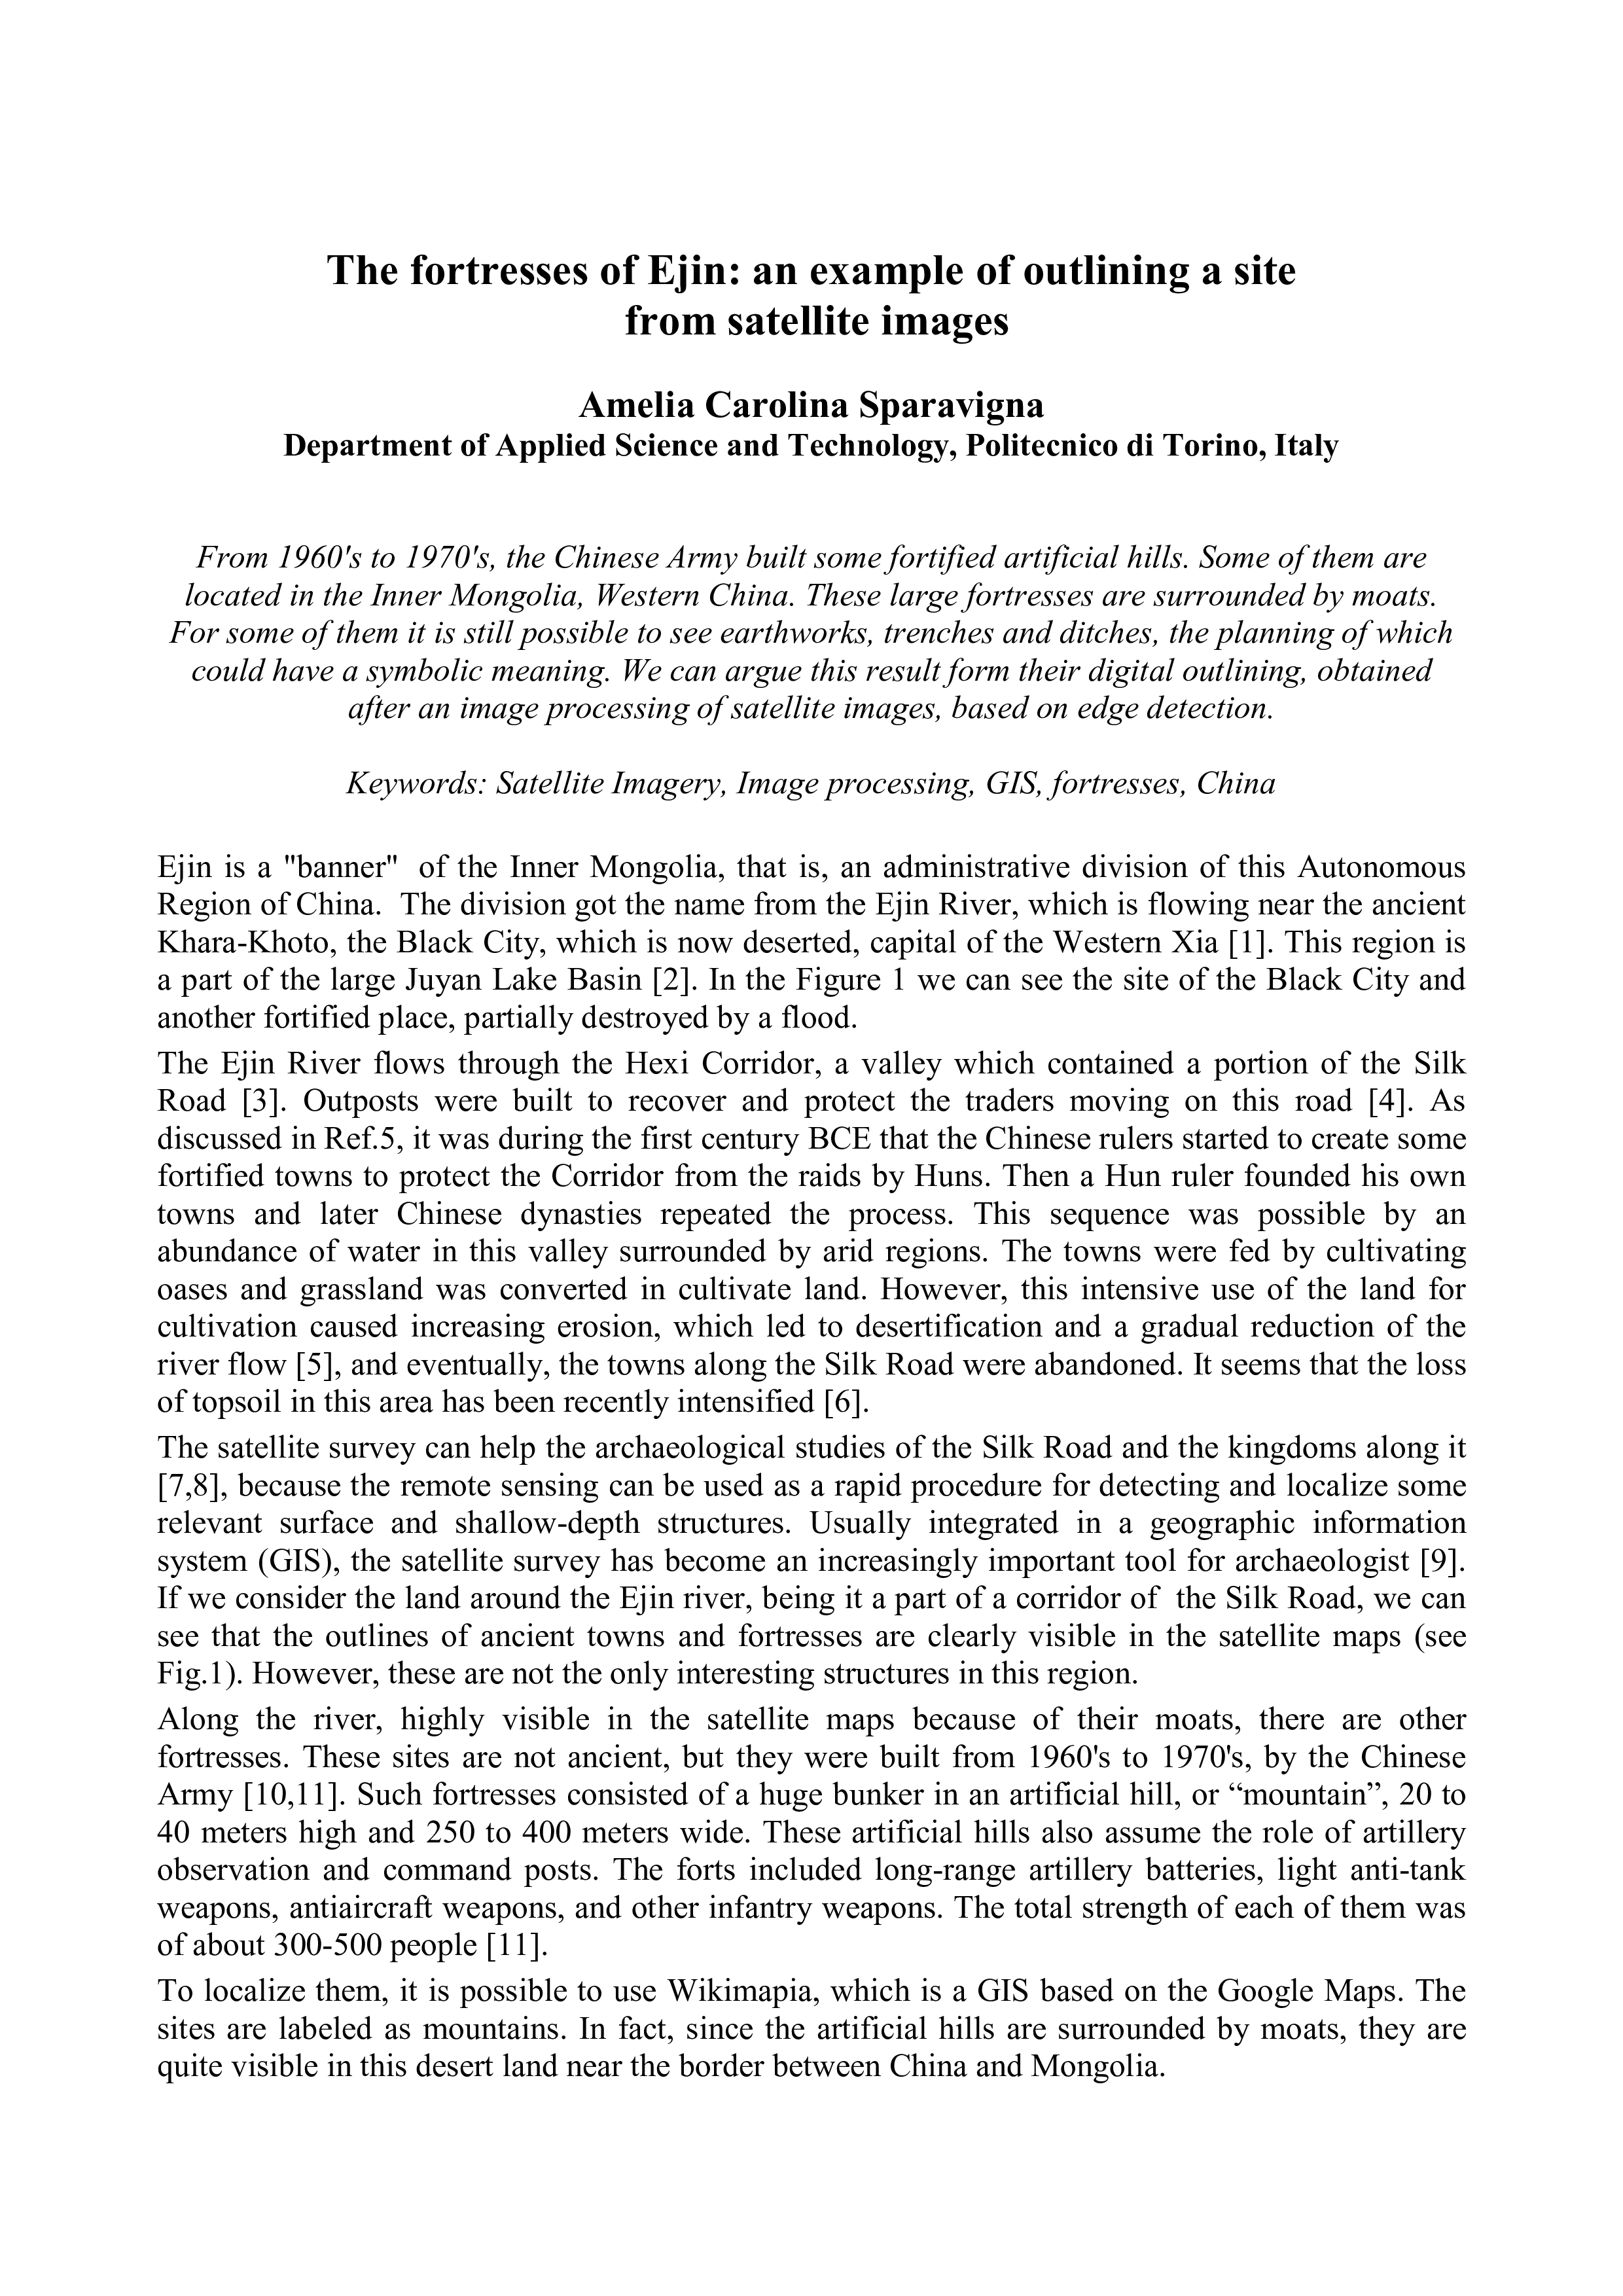 The fortresses of Ejin: an example of outlining a site
from satellite images
Amelia Carolina Sparavigna
Department of Applied Science and Technology, Politecnico di Torino, Italy
From 1960's to 1970's, the Chinese Army built some fortified artificial hills. Some of them are
located in the Inner Mongolia, Western China. These large fortresses are surrounded by moats.
For some of them it is still possible to see earthworks, trenches and ditches, the planning of which
could have a symbolic meaning. We can argue this result form their digital outlining, obtained
after an image processing of satellite images, based on edge detection.
Keywords: Satellite Imagery, Image processing, GIS, fortresses, China
Ejin is a "banner"  of the Inner Mongolia, that is, an administrative division of this Autonomous
Region of China.  The division got the name from the Ejin River, which is flowing near the ancient
Khara-Khoto, the Black City, which is now deserted, capital of the Western Xia [1]. This region is
a part of the large Juyan Lake Basin [2]. In the Figure 1 we can see the site of the Black City and
another fortified place, partially destroyed by a flood.
The Ejin River flows through the Hexi Corridor, a valley which contained a portion of the Silk
Road [3]. Outposts were built to recover and protect the traders moving on this road [4]. As
discussed in Ref.5, it was during the first century BCE that the Chinese rulers started to create some
fortified towns to protect the Corridor from the raids by Huns. Then a Hun ruler founded his own
towns and later Chinese dynasties repeated the process. This sequence was possible by an
abundance of water in this valley surrounded by arid regions. The towns were fed by cultivating
oases and grassland was converted in cultivate land. However, this intensive use of the land for
cultivation caused increasing erosion, which led to desertification and a gradual reduction of the
river flow [5], and eventually, the towns along the Silk Road were abandoned. It seems that the loss
of topsoil in this area has been recently intensified [6].
The satellite survey can help the archaeological studies of the Silk Road and the kingdoms along it
[7,8], because the remote sensing can be used as a rapid procedure for detecting and localize some
relevant surface and shallow-depth structures. Usually integrated in a geographic information
system (GIS), the satellite survey has become an increasingly important tool for archaeologist [9].
If we consider the land around the Ejin river, being it a part of a corridor of  the Silk Road, we can
see that the outlines of ancient towns and fortresses are clearly visible in the satellite maps (see
Fig.1). However, these are not the only interesting structures in this region.
Along the river, highly visible in the satellite maps because of their moats, there are other
fortresses. These sites are not ancient, but they were built from 1960's to 1970's, by the Chinese
Army [10,11]. Such fortresses consisted of a huge bunker in an artificial hill, or “mountain”, 20 to
40 meters high and 250 to 400 meters wide. These artificial hills also assume the role of artillery
observation and command posts. The forts included long-range artillery batteries, light anti-tank
weapons, antiaircraft weapons, and other infantry weapons. The total strength of each of them was
of about 300-500 people [11].
To localize them, it is possible to use Wikimapia, which is a GIS based on the Google Maps. The
sites are labeled as mountains. In fact, since the artificial hills are surrounded by moats, they are
quite visible in this desert land near the border between China and Mongolia.